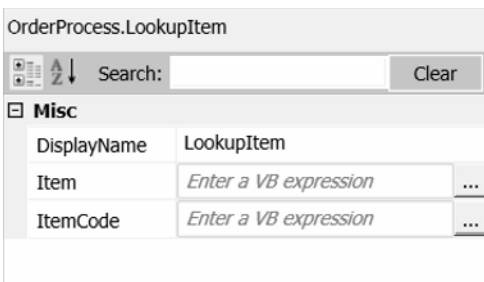 OrderProcess.LookupItem
Search: Clear
Misc
DisplayName LookupItem
Item Enter a VB expression ...
ItemCode Enter a VB expression ...